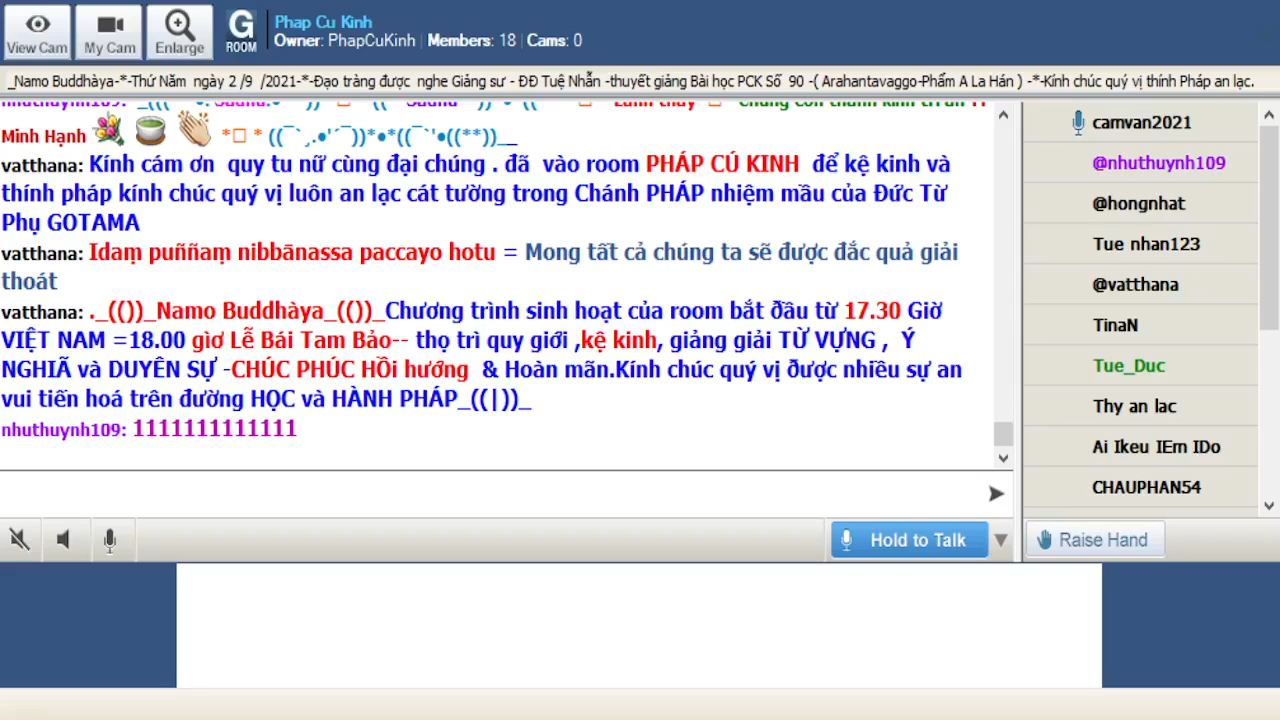 Phap Cu Kinh
Owner: PhapCuKinh | Members: 18 | Cams: 0
View Cam
My Cam
Enlarge
G
ROOM
_Namo Buddhàya-*-Thứ Năm ngày 2 /9 /2021-*-Đạo tràng được nghe Giảng sư - ĐĐ Tuệ Nhẫn -thuyết giảng Bài học PCK Số 90 -( Arahantavaggo-Phẩm A La Hán ) -*-Kính chúc quý vị thính Pháp an lạc.
Minh Hạnh
vatthana: Kính cám ơn quy tu nữ cùng đại chúng . đã vào room PHÁP CÚ KINH để kệ kinh và
thính pháp kính chúc quý vị luôn an lạc cát tường trong Chánh PHÁP nhiệm mầu của Đức Từ
Phụ GOTAMA
vatthana: Idaṃ puññaṃ nibbānassa paccayo hotu = Mong tất cả chúng ta sẽ được đắc quả giải
thoát
vatthana: ._(())_Namo Buddhàya_(())_Chương trình sinh hoạt của room bắt ðầu từ 17.30 Giờ
VIỆT NAM =18.00 giơ Lễ Bái Tam Bảo-- thọ trì quy giới ,kệ kinh, giảng giải TỪ VỰNG , Ý
NGHIÃ và DUYÊN SỰ -CHÚC PHÚC HỒi hướng & Hoàn mãn.Kính chúc quý vị ðược nhiều sự an
vui tiến hoá trên đường HỌC và HÀNH PHÁP_((|))_
nhuthuynh109: 1111111111111
Hold to Talk
camvan2021
@nhuthuynh109
@hongnhat
Tue nhan123
@vatthana
TinaN
Tue_Duc
Thy an lac
Ai Ikeu IEm IDo
CHAUPHAN54
Raise Hand